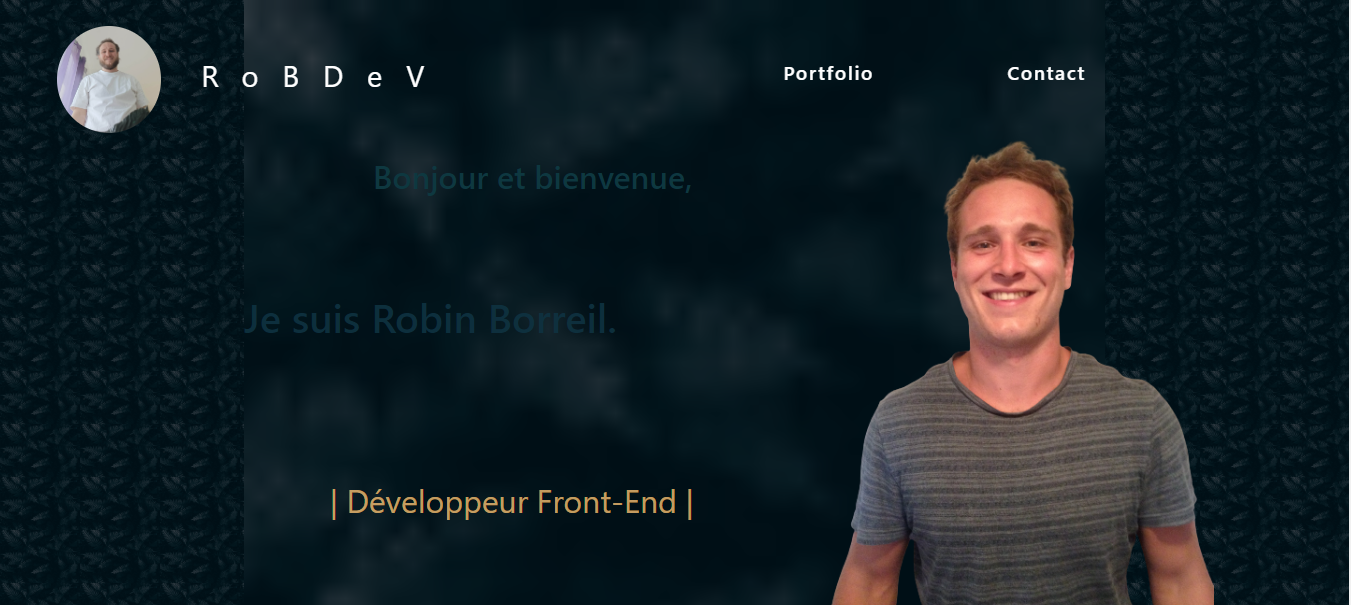 R o B D e V
Portfolio
Contact
Bonjour et bienvenue,
Je suis Robin Borreil.
| Développeur Front-End |